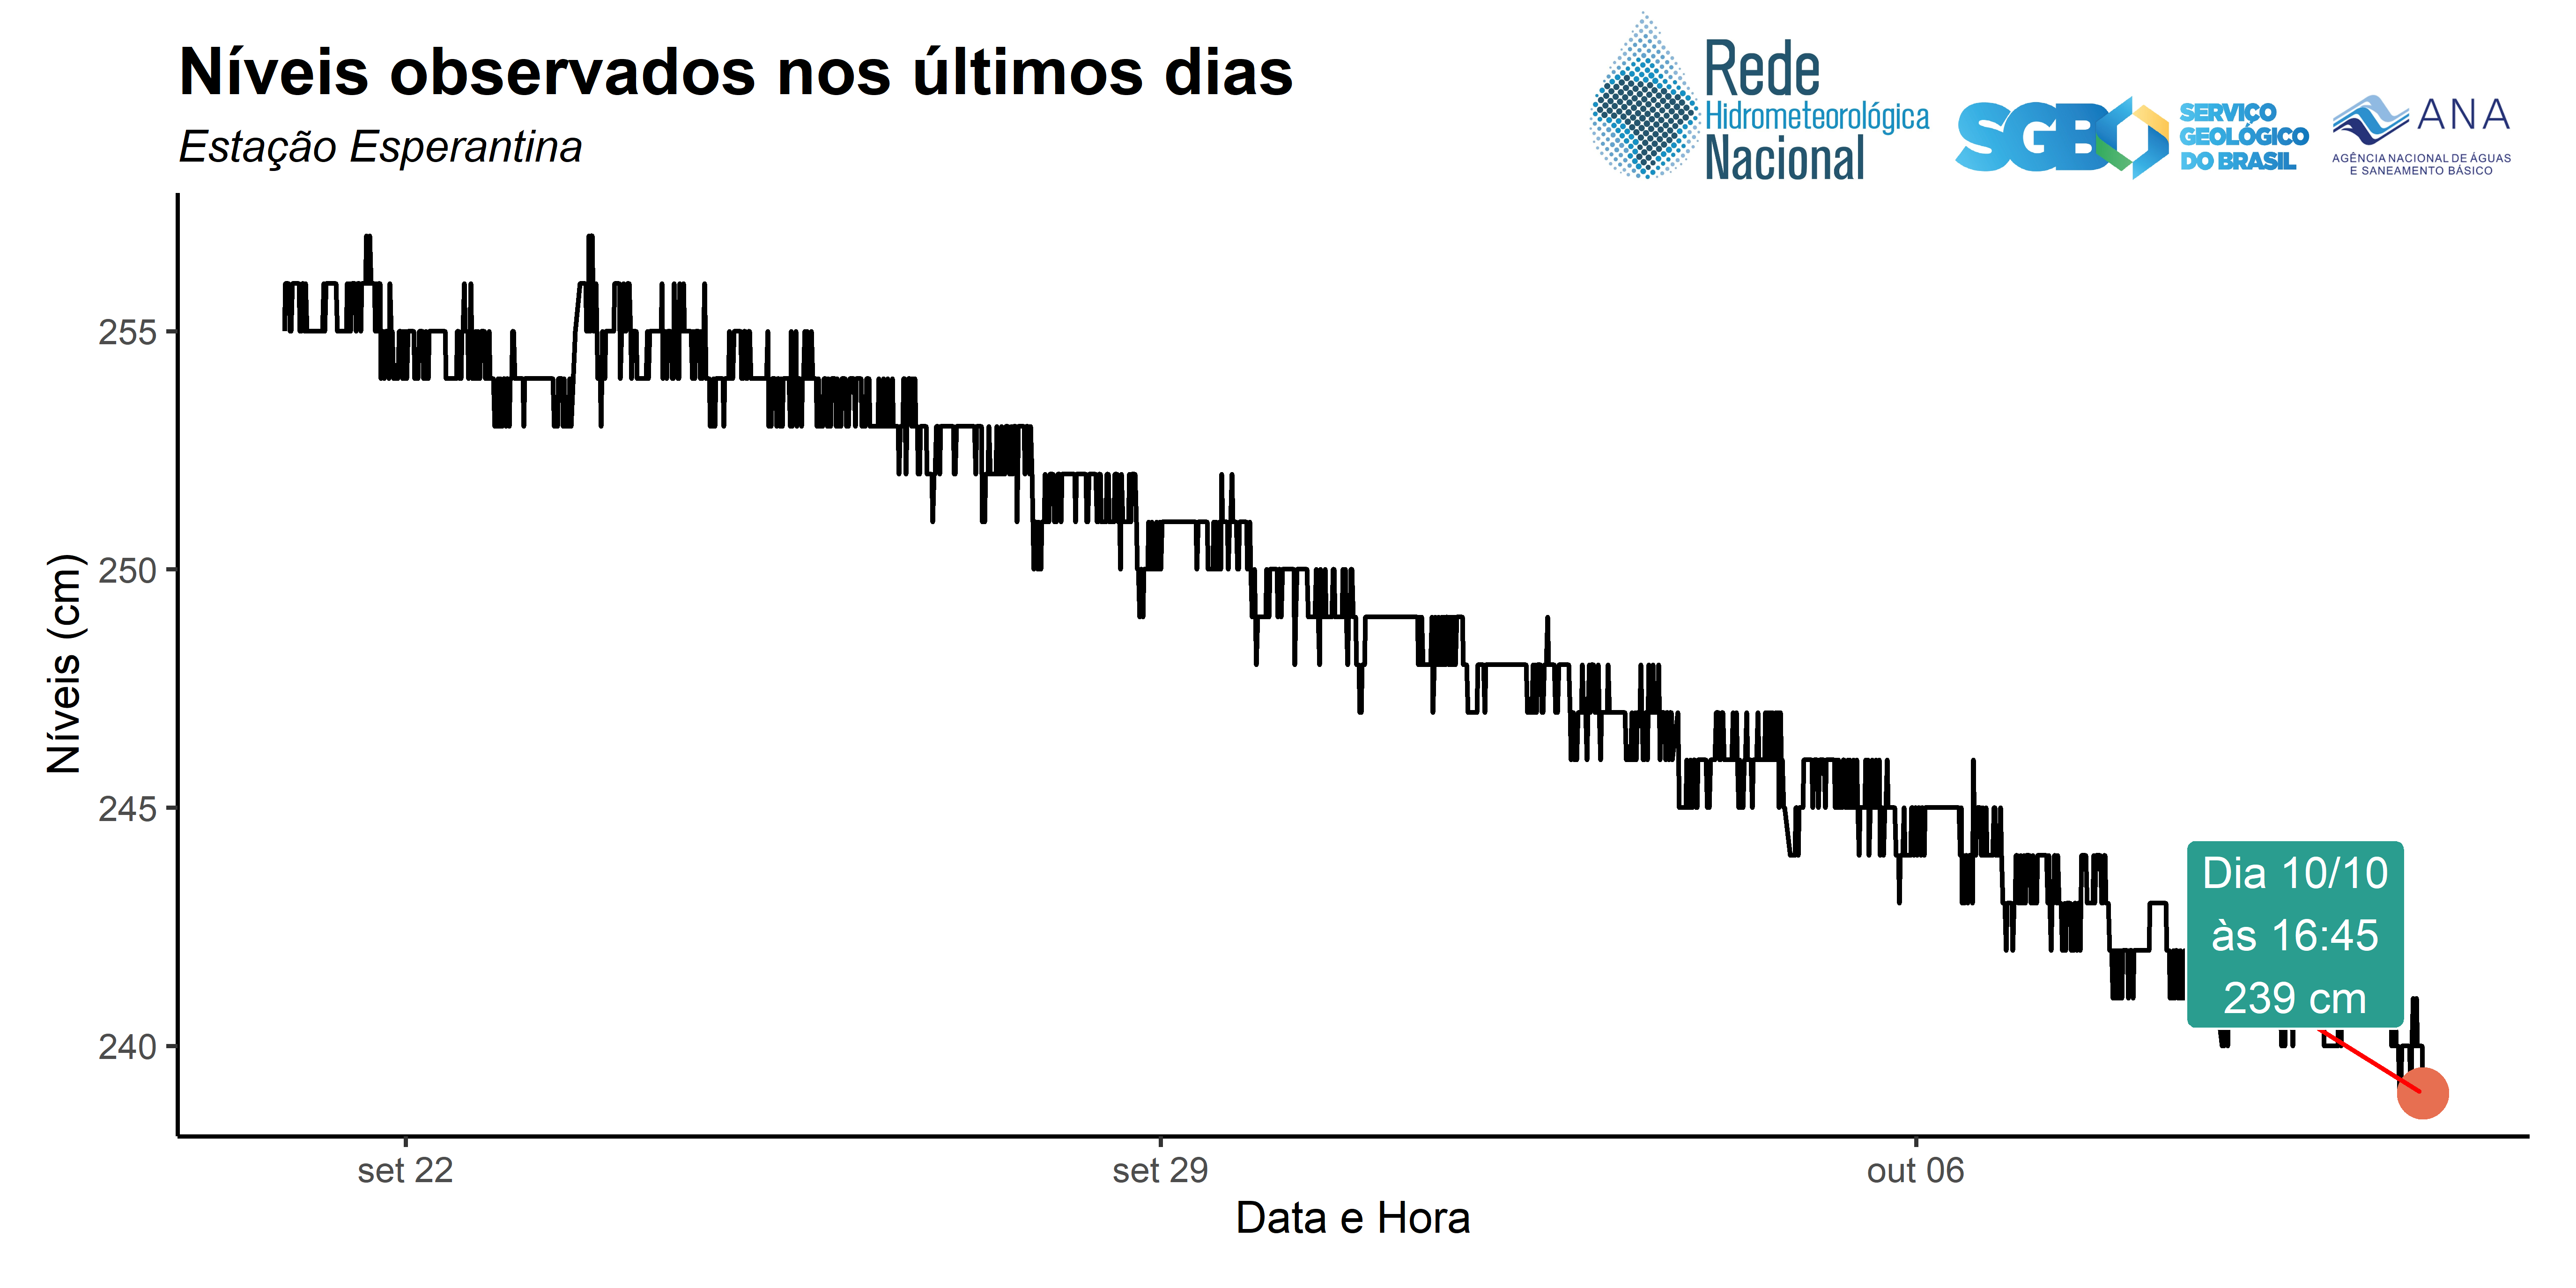 Níveis observados nos últimos dias
Estação Esperantina
Rede
Hidrometeorológica
Nacional
SGB
SERVIÇO
GEOLÓGICO
DO BRASIL
ANA
AGÊNCIA NACIONAL DE ÁGUAS
E SANEAMENTO BÁSICO
Níveis (cm)
255
250
245
240
Dia 10/10
às 16:45
239 cm
set 22
set 29
out 06
Data e Hora